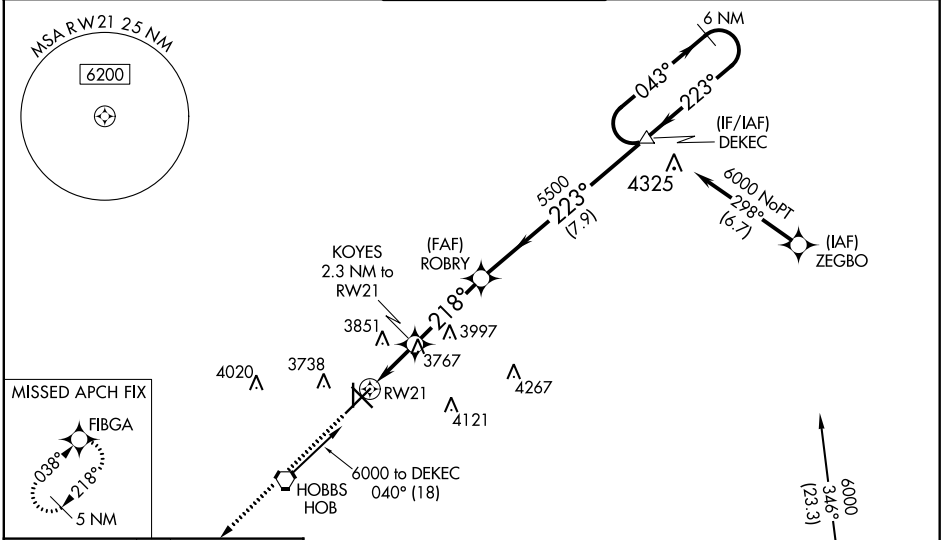 MSA RW21 25 NM
6200
6 NM
043°
223°
(IF/IAF)
DEKEC
4325
6000 NoPT
298°
(6.7)
(IAF)
ZEGBO
5500
223°
(7.9)
(FAF)
ROBRY
KOYES
2.3 NM to
RW21
218°
3851
3997
3767
4020
3738
RW21
4267
4121
MISSED APCH FIX
FIBGA
038°
218°
5 NM
HOBBS
HOB
6000 to DEKEC
040° (18)
6000
346°
(23.3)